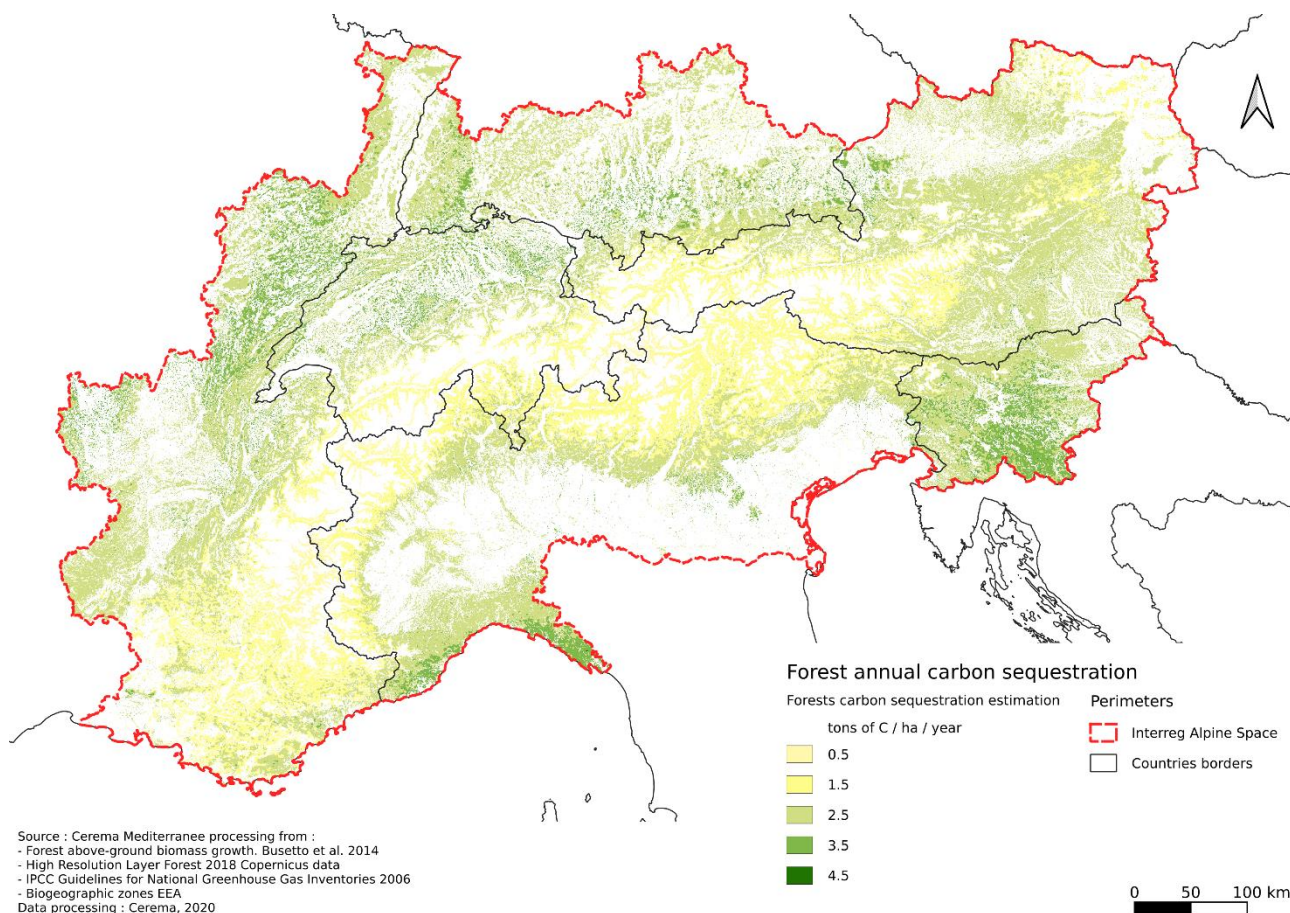 Forest annual carbon sequestration
Forests carbon sequestration estimation
tons of C / ha / year
0.5
1.5
2.5
3.5
4.5
Perimeters
Interreg Alpine Space
Countries borders
Source : Cerema Mediterranee processing from :
- Forest above-ground biomass growth. Busetto et al. 2014
- High Resolution Layer Forest 2018 Copernicus data
- IPCC Guidelines for National Greenhouse Gas Inventories 2006
- Biogeographic zones EEA
Data processing : Cerema, 2020
0 50 100 km